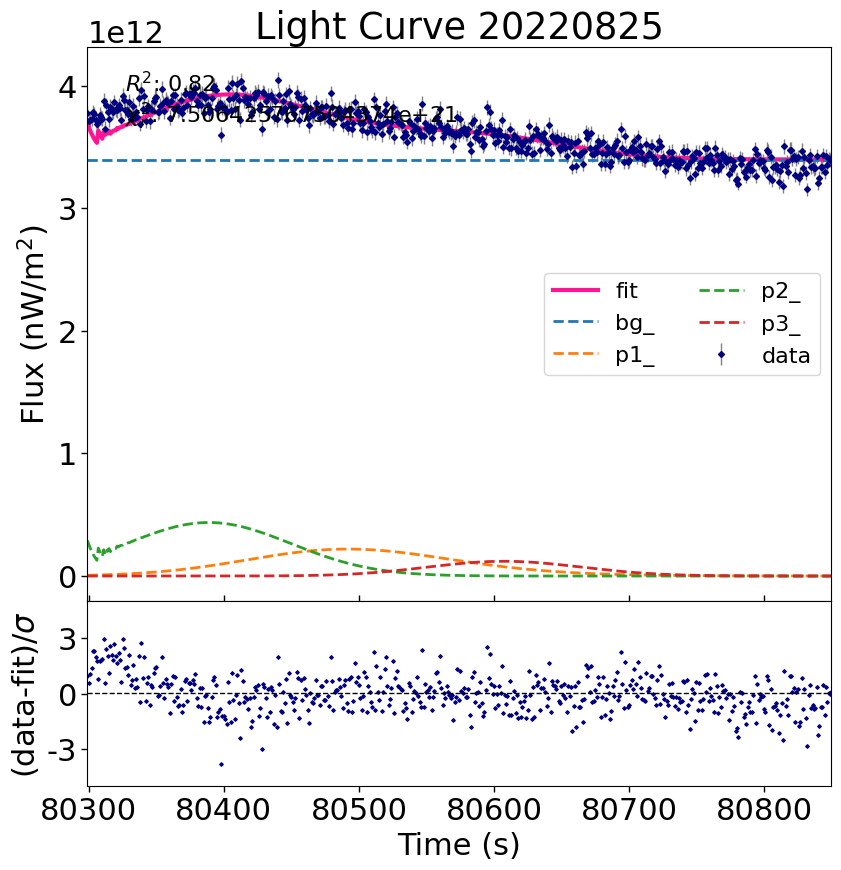 Light Curve 20220825
1e12
R²: 0.82
4
3
2
1
0
Flux (nW/m²)
fit
bg_
p1_
p2_
p3_
data
3
0
-3
(data-fit)/σ
80300 80400 80500 80600 80700 80800
Time (s)